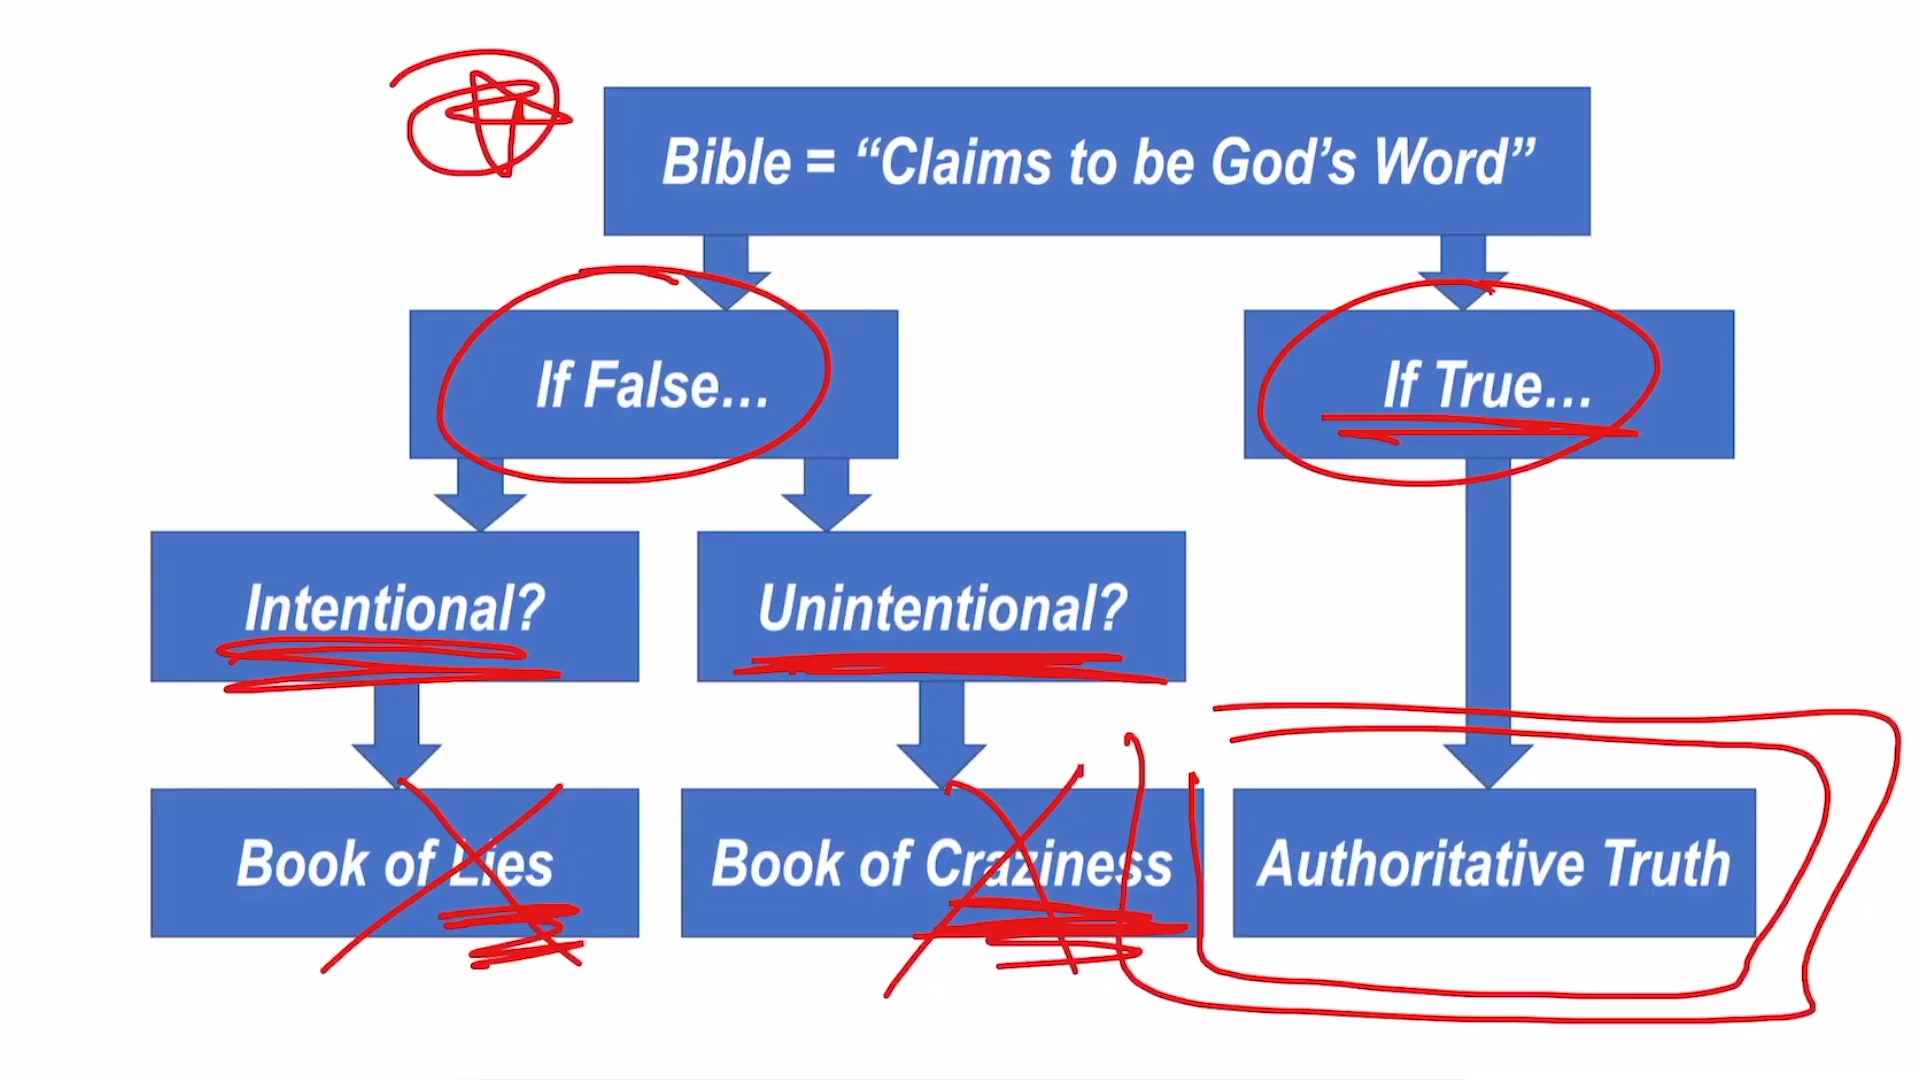 Bible = “Claims to be God’s Word”
If False...
If True...
Intentional?
Unintentional?
Book of Lies
Book of Craziness
Authoritative Truth